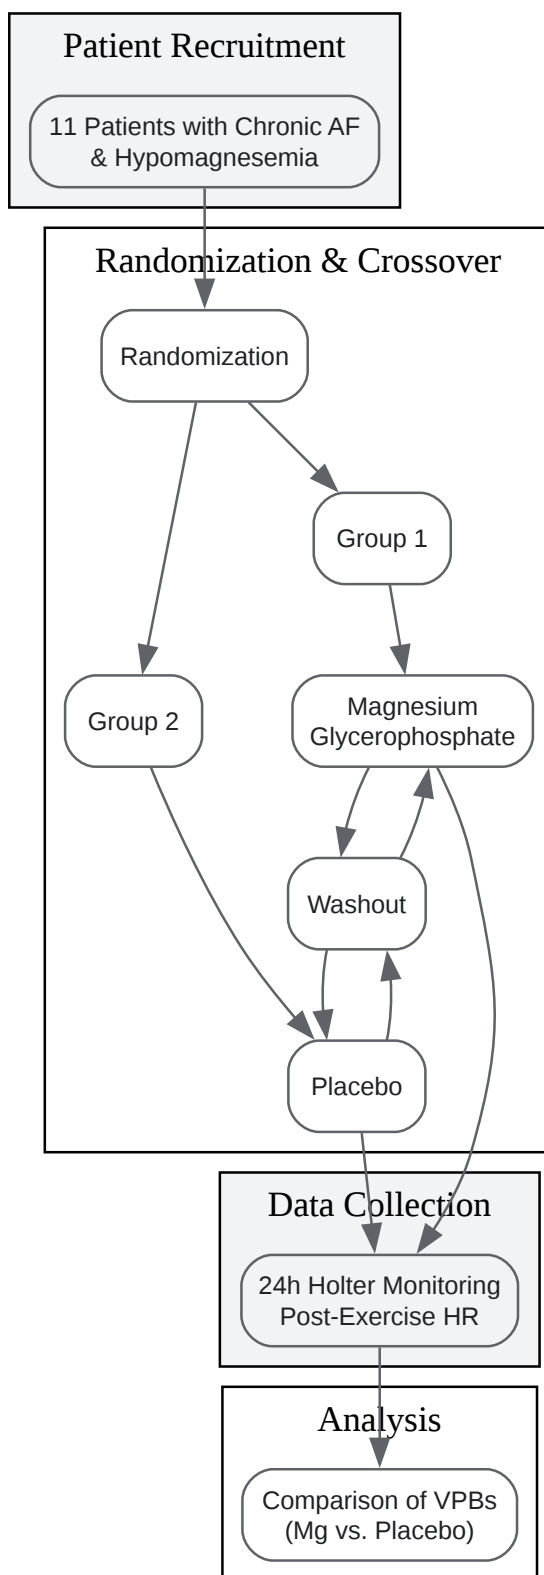 Patient Recruitment
11 Patients with Chronic AF
& Hypomagnesemia
Randomization & Crossover
Randomization
Group 1
Group 2
Magnesium
Glycerophosphate
Washout
Placebo
Data Collection
24h Holter Monitoring
Post-Exercise HR
Analysis
Comparison of VPBs
(Mg vs. Placebo)